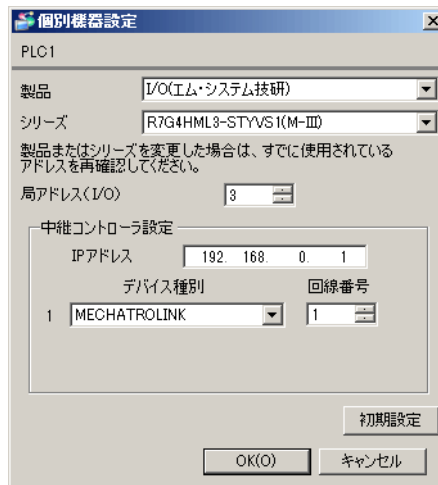 個別機器設定
PLC1
製品 I/O(エム・システム技研)
シリーズ R7G4HML3-STYVS1(M-Ⅲ)
製品またはシリーズを変更した場合は、すでに使用されている
アドレスを再確認してください。
局アドレス(I/O) 3
中継コントローラ設定
IPアドレス 192. 168. 0. 1
デバイス種別 回線番号
1 MECHATROLINK 1
初期設定
OK(O) キャンセル